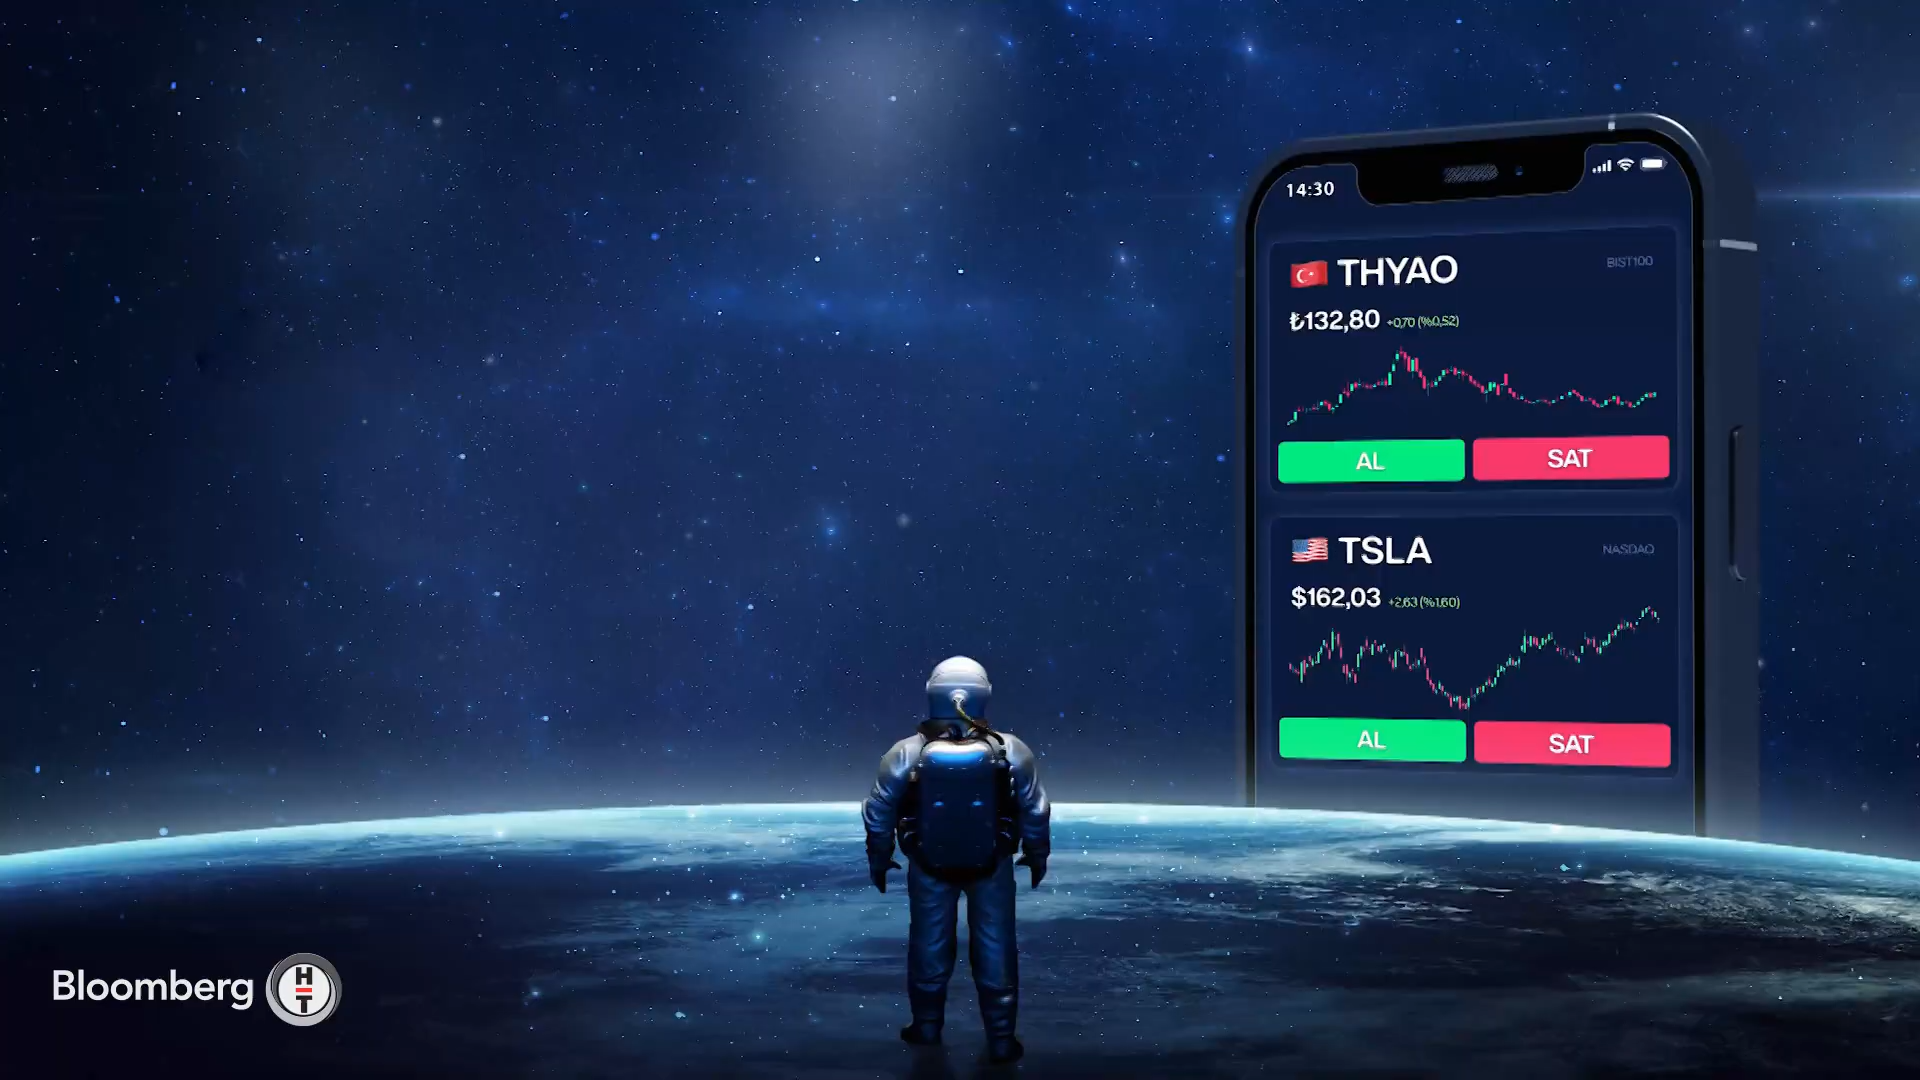 14:30
THYAO
BIST100
₺132,80 +0,70 (%0,52)
AL
SAT
TSLA
NASDAQ
$162,03 +2,63 (%1,60)
AL
SAT
Bloomberg HT